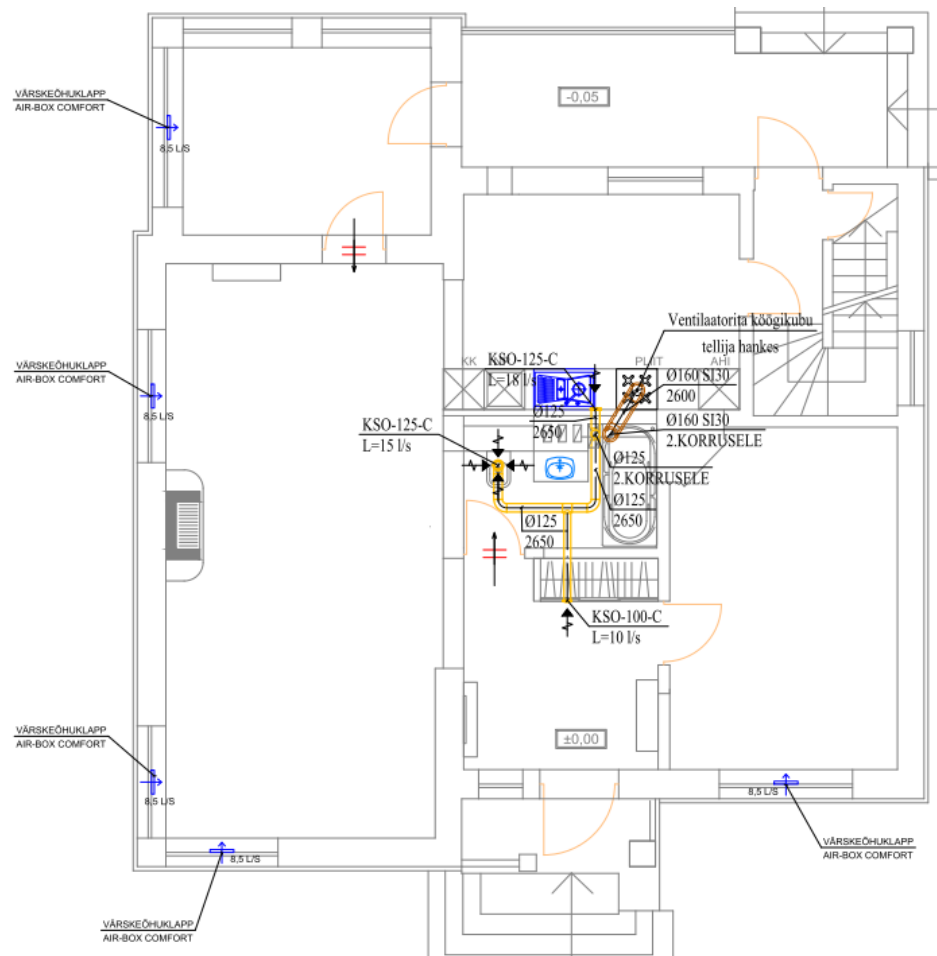 -0,05
VÄRSKEÕHUKLAPP
AIR-BOX COMFORT
8,5 L/S
Ventilaatorita köögikubu
tellija hankes
KSO-125-C
L=18 l/s
KK
PLIIT
AHI
Ø160 SI30
2600
VÄRSKEÕHUKLAPP
AIR-BOX COMFORT
8,5 L/S
Ø125
2650
Ø160 SI30
2.KORRUSELE
KSO-125-C
L=15 l/s
Ø125
2.KORRUSELE
Ø125
2650
Ø125
2650
KSO-100-C
L=10 l/s
VÄRSKEÕHUKLAPP
AIR-BOX COMFORT
8,5 L/S
±0,00
8,5 L/S
VÄRSKEÕHUKLAPP
AIR-BOX COMFORT
8,5 L/S
VÄRSKEÕHUKLAPP
AIR-BOX COMFORT